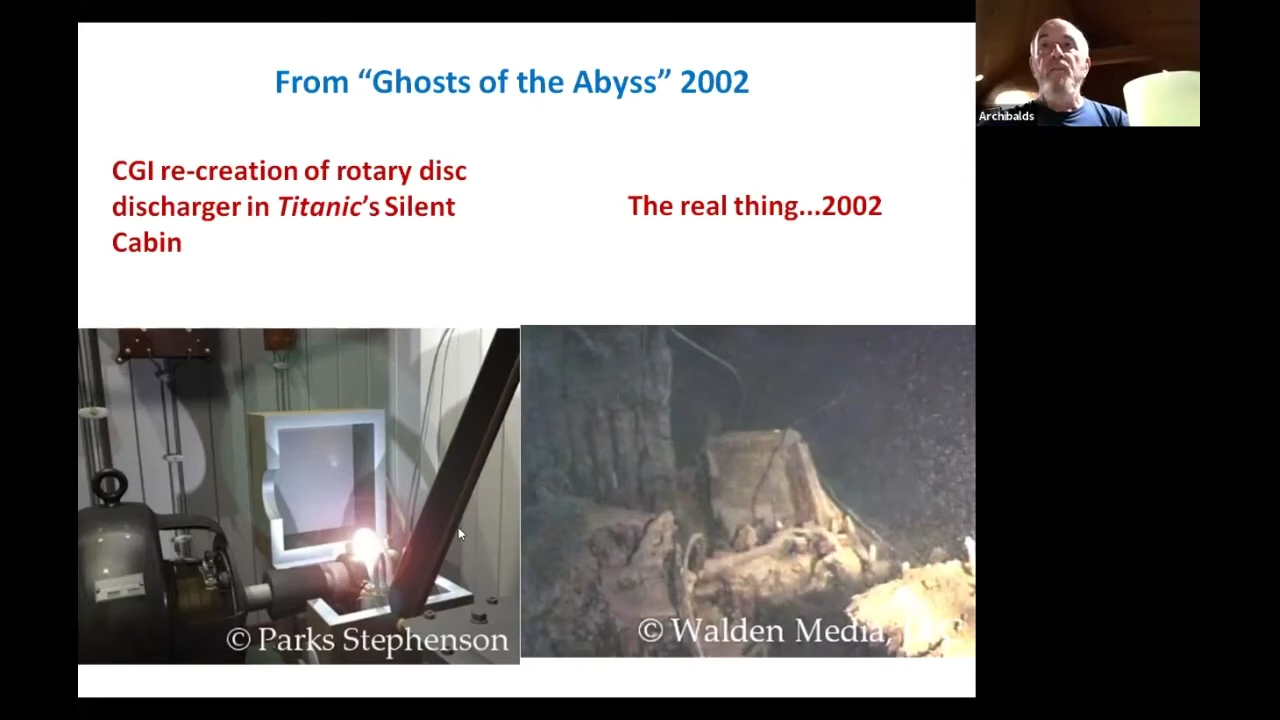 From “Ghosts of the Abyss” 2002
CGI re-creation of rotary disc
discharger in Titanic’s Silent
Cabin
The real thing...2002
© Parks Stephenson
© Walden Media,
Archibalds